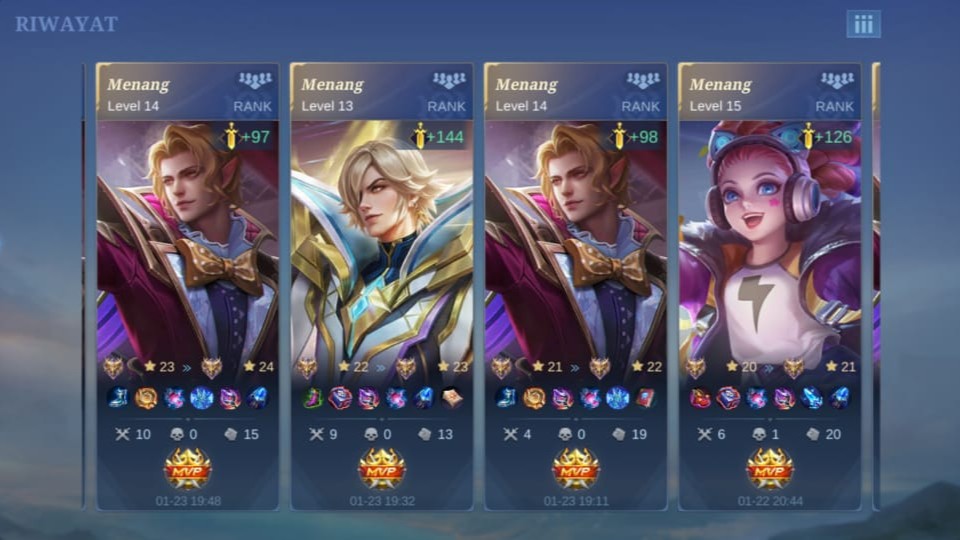 RIWAYAT
Menang
Level 14
RANK
+97
23 » 24
10 0 15
MVP
01-23 19:48
Menang
Level 13
RANK
+144
22 » 23
9 0 13
MVP
01-23 19:32
Menang
Level 14
RANK
+98
21 » 22
4 0 19
MVP
01-23 19:11
Menang
Level 15
RANK
+126
20 » 21
6 1 20
MVP
01-22 20:44